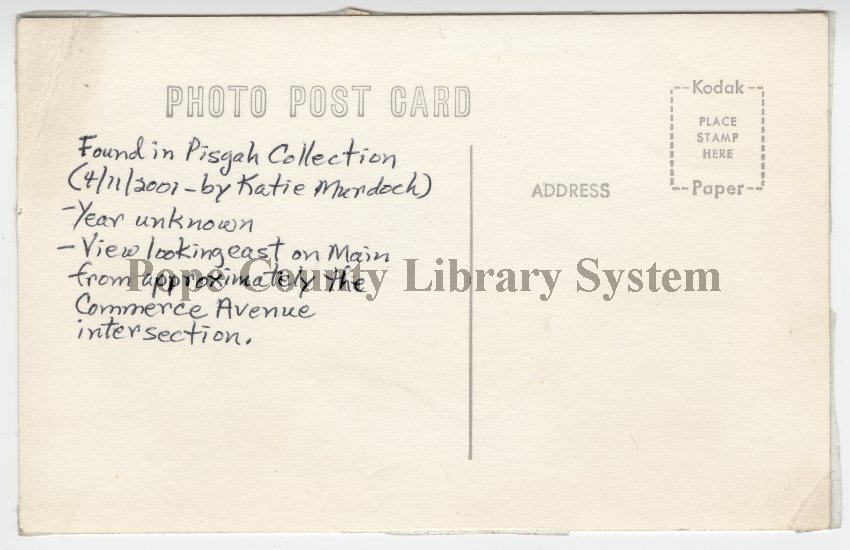 PHOTO POST CARD
Kodak
PLACE
STAMP
HERE
Paper
ADDRESS
Found in Pisgah Collection
(4/11/2001 - by Katie Murdoch)
- Year unknown
- View looking east on Main
from approximately the
Commerce Avenue
intersection.
Pope County Library System